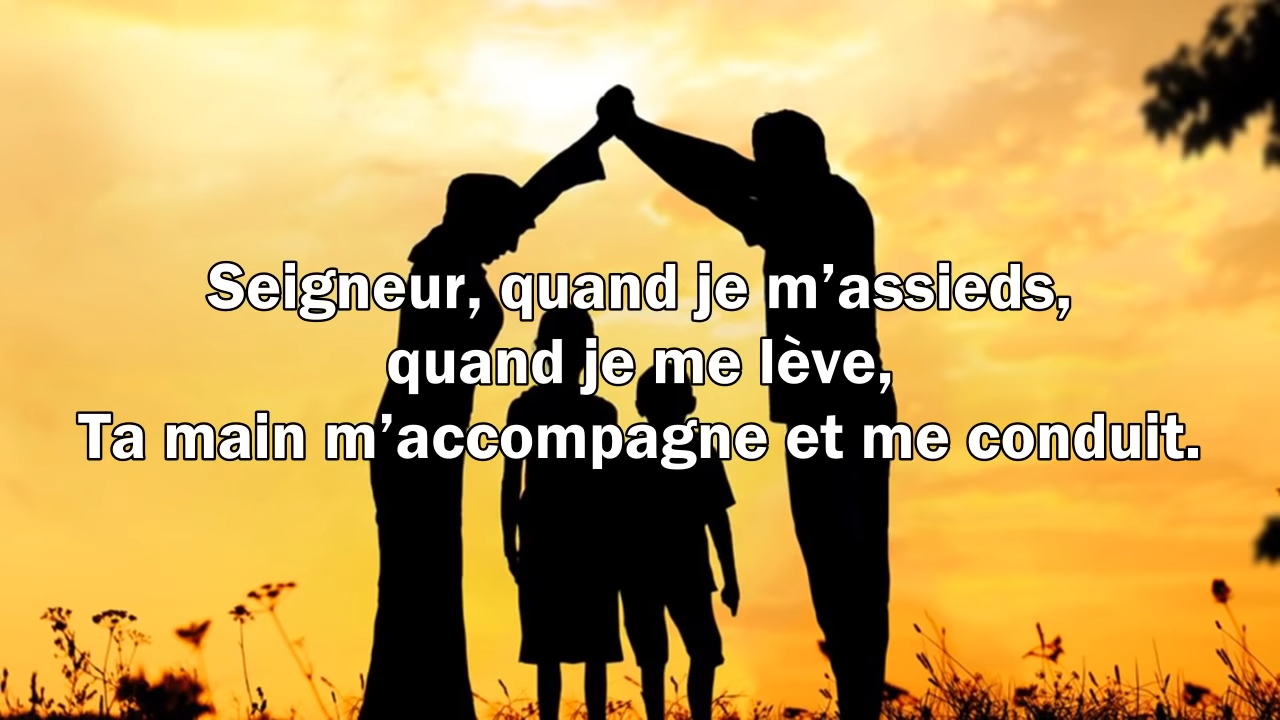 Seigneur, quand je m’assieds,
quand je me lève,
Ta main m’accompagne et me conduit.